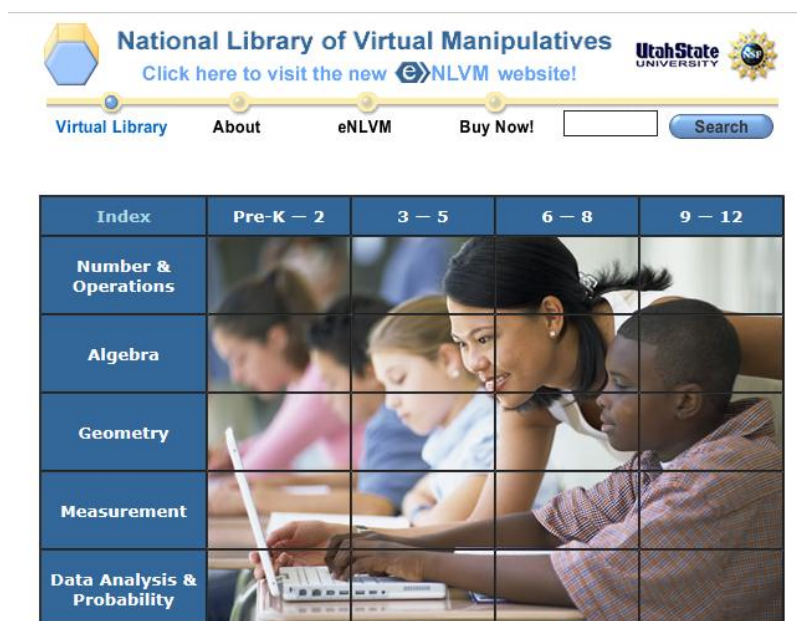 National Library of Virtual Manipulatives
Click here to visit the new eNLVM website!
UtahState
UNIVERSITY
NSF
Virtual Library About eNLVM Buy Now! Search
Index Pre-K — 2 3 — 5 6 — 8 9 — 12
Number &
Operations
Algebra
Geometry
Measurement
Data Analysis &
Probability